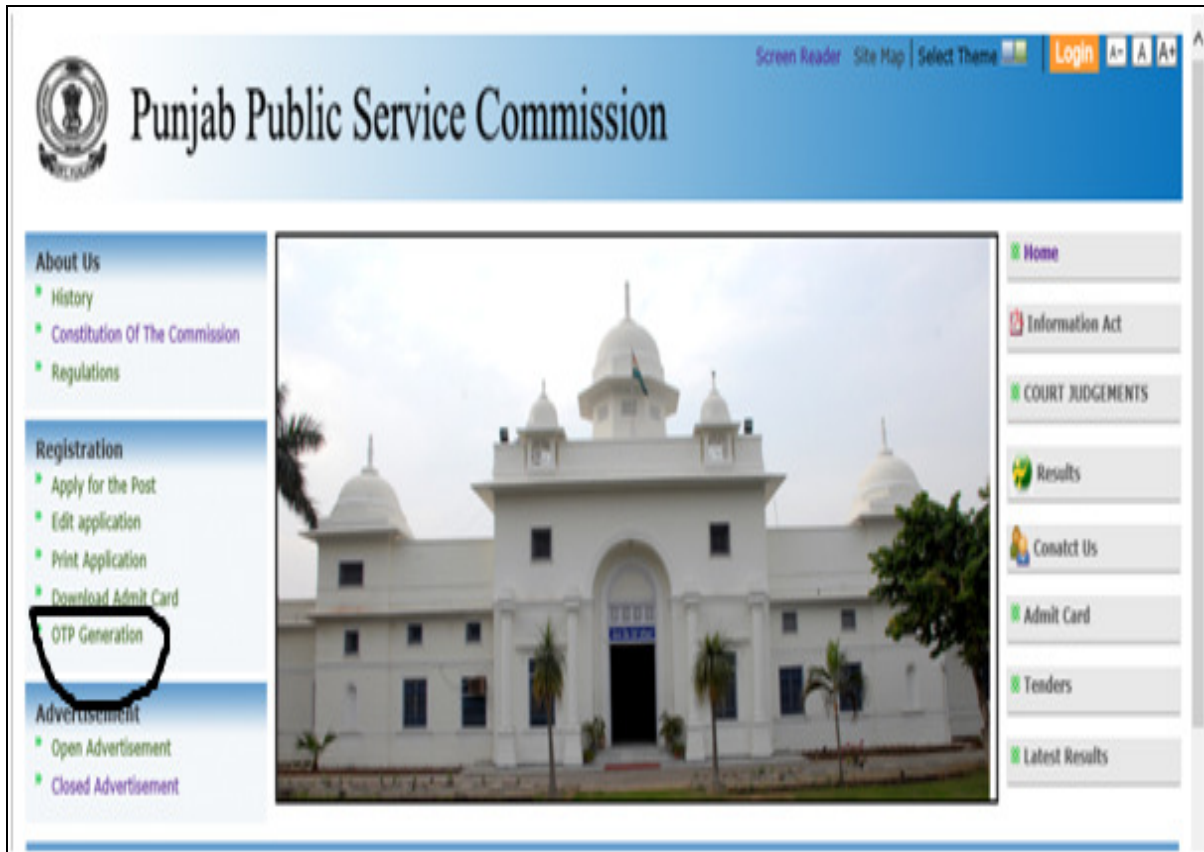 Screen Reader Site Map | Select Theme | Login A- A A+
Punjab Public Service Commission
About Us
History
Constitution Of The Commission
Regulations
Registration
Apply for the Post
Edit application
Print Application
Download Admit Card
OTP Generation
Advertisement
Open Advertisement
Closed Advertisement
Home
Information Act
COURT JUDGEMENTS
Results
Conatct Us
Admit Card
Tenders
Latest Results